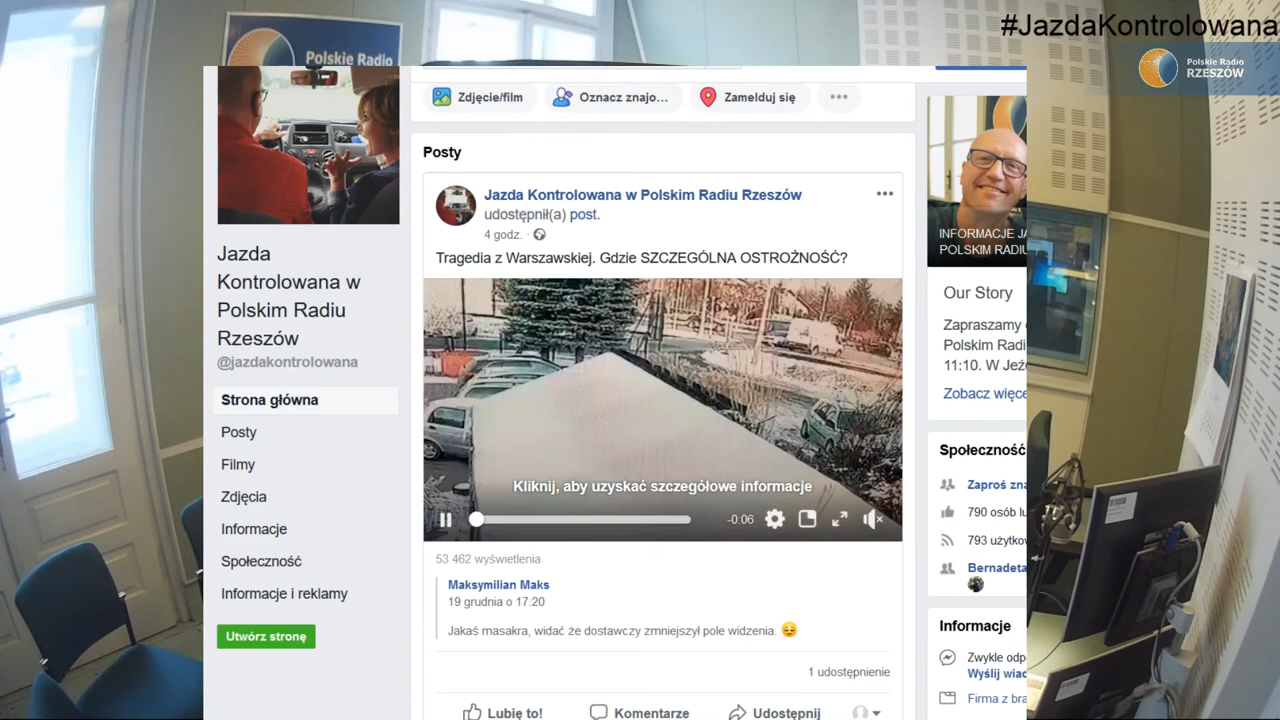 #JazdaKontrolowana
Polskie Radio
Polskie Radio
RZESZÓW
Zdjęcie/film
Oznacz znajo...
Zamelduj się
Posty
Jazda Kontrolowana w Polskim Radiu Rzeszów
udostępnił(a) post.
4 godz. ·
Tragedia z Warszawskiej. Gdzie SZCZEGÓLNA OSTROŻNOŚĆ?
Kliknij, aby uzyskać szczegółowe informacje
-0:06
53 462 wyświetlenia
Maksymilian Maks
19 grudnia o 17:20
Jakaś masakra, widać że dostawczy zmniejszył pole widzenia.
1 udostępnienie
Lubię to!
Komentarze
Udostępnij
Jazda
Kontrolowana w
Polskim Radiu
Rzeszów
@jazdakontrolowana
Strona główna
Posty
Filmy
Zdjęcia
Informacje
Społeczność
Informacje i reklamy
Utwórz stronę
INFORMACJE JA
POLSKIM RADIU
Our Story
Zapraszamy
Polskim Radi
11:10. W Jeź
Zobacz więce
Społeczność
Zaproś zna
790 osób lu
793 użytkow
Bernadeta
Informacje
Zwykle odp
Wyślij wiad
Firma z bra